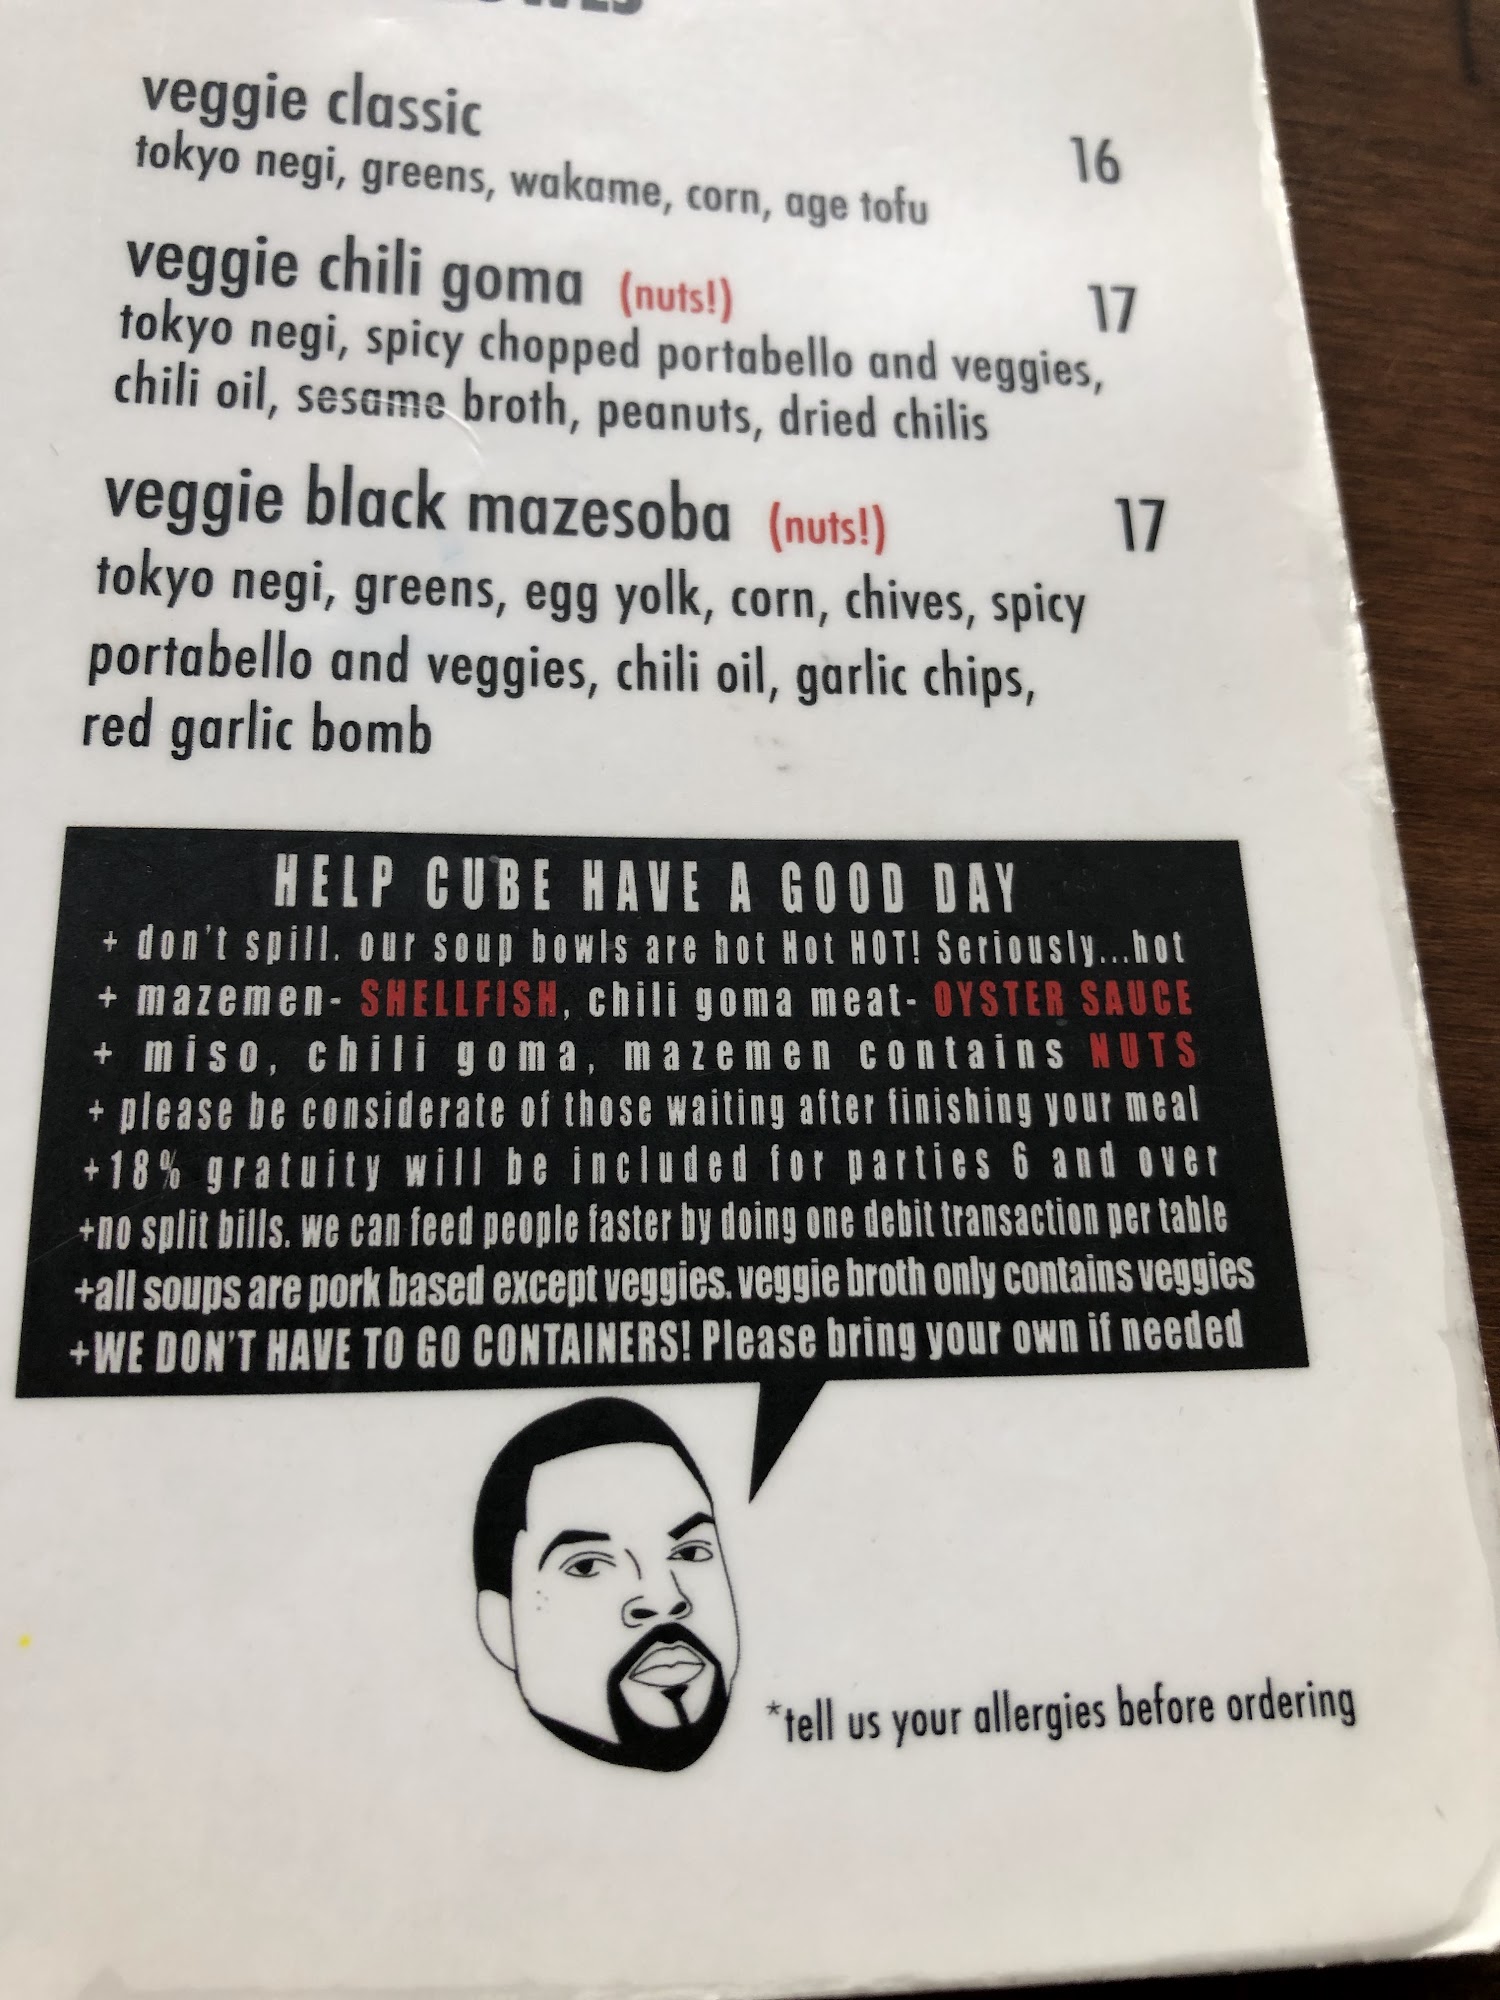 veggie classic 16
tokyo negi, greens, wakame, corn, age tofu
veggie chili goma (nuts!) 17
tokyo negi, spicy chopped portabello and veggies,
chili oil, sesame broth, peanuts, dried chilis
veggie black mazesoba (nuts!) 17
tokyo negi, greens, egg yolk, corn, chives, spicy
portabello and veggies, chili oil, garlic chips,
red garlic bomb
HELP CUBE HAVE A GOOD DAY
+ don't spill. our soup bowls are hot Hot HOT! Seriously...hot
+ mazemen- SHELLFISH, chili goma meat- OYSTER SAUCE
+ miso, chili goma, mazemen contains NUTS
+ please be considerate of those waiting after finishing your meal
+18% gratuity will be included for parties 6 and over
+no split bills. we can feed people faster by doing one debit transaction per table
+all soups are pork based except veggies. veggie broth only contains veggies
+WE DON'T HAVE TO GO CONTAINERS! Please bring your own if needed
*tell us your allergies before ordering